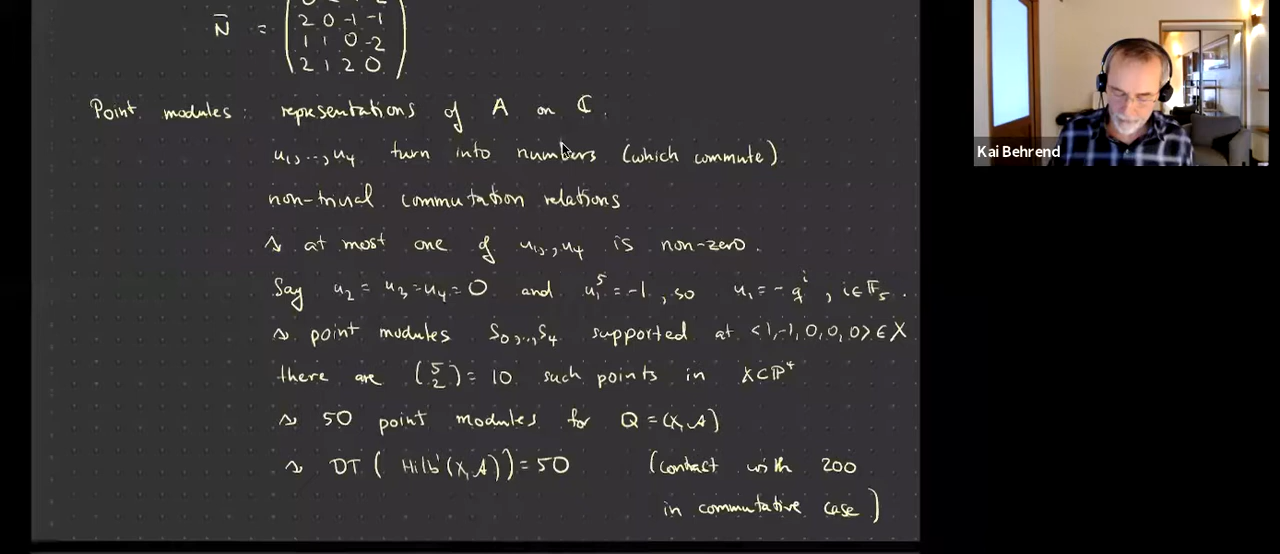 N̄ = ( 2 0 -1 -1
1 1 0 -2
2 1 2 0 )
Point modules: representations of A on ℂ.
u₁, ..., u₄ turn into numbers (which commute)
non-trivial commutation relations
⇝ at most one of u₁, ..., u₄ is non-zero.
Say u₂ = u₃ = u₄ = 0 and u₁⁵ = -1, so u₁ = -qⁱ, i ∈ 𝔽₅.
⇝ point modules S₀, ..., S₄ supported at <1, -1, 0, 0, 0> ∈ X
there are (5 2) = 10 such points in X ⊂ ℙ⁴
⇝ 50 point modules for Q = (X, A)
⇝ DT ( Hilb¹(X, A)) = 50 (contact with 200
in commutative case)
Kai Behrend